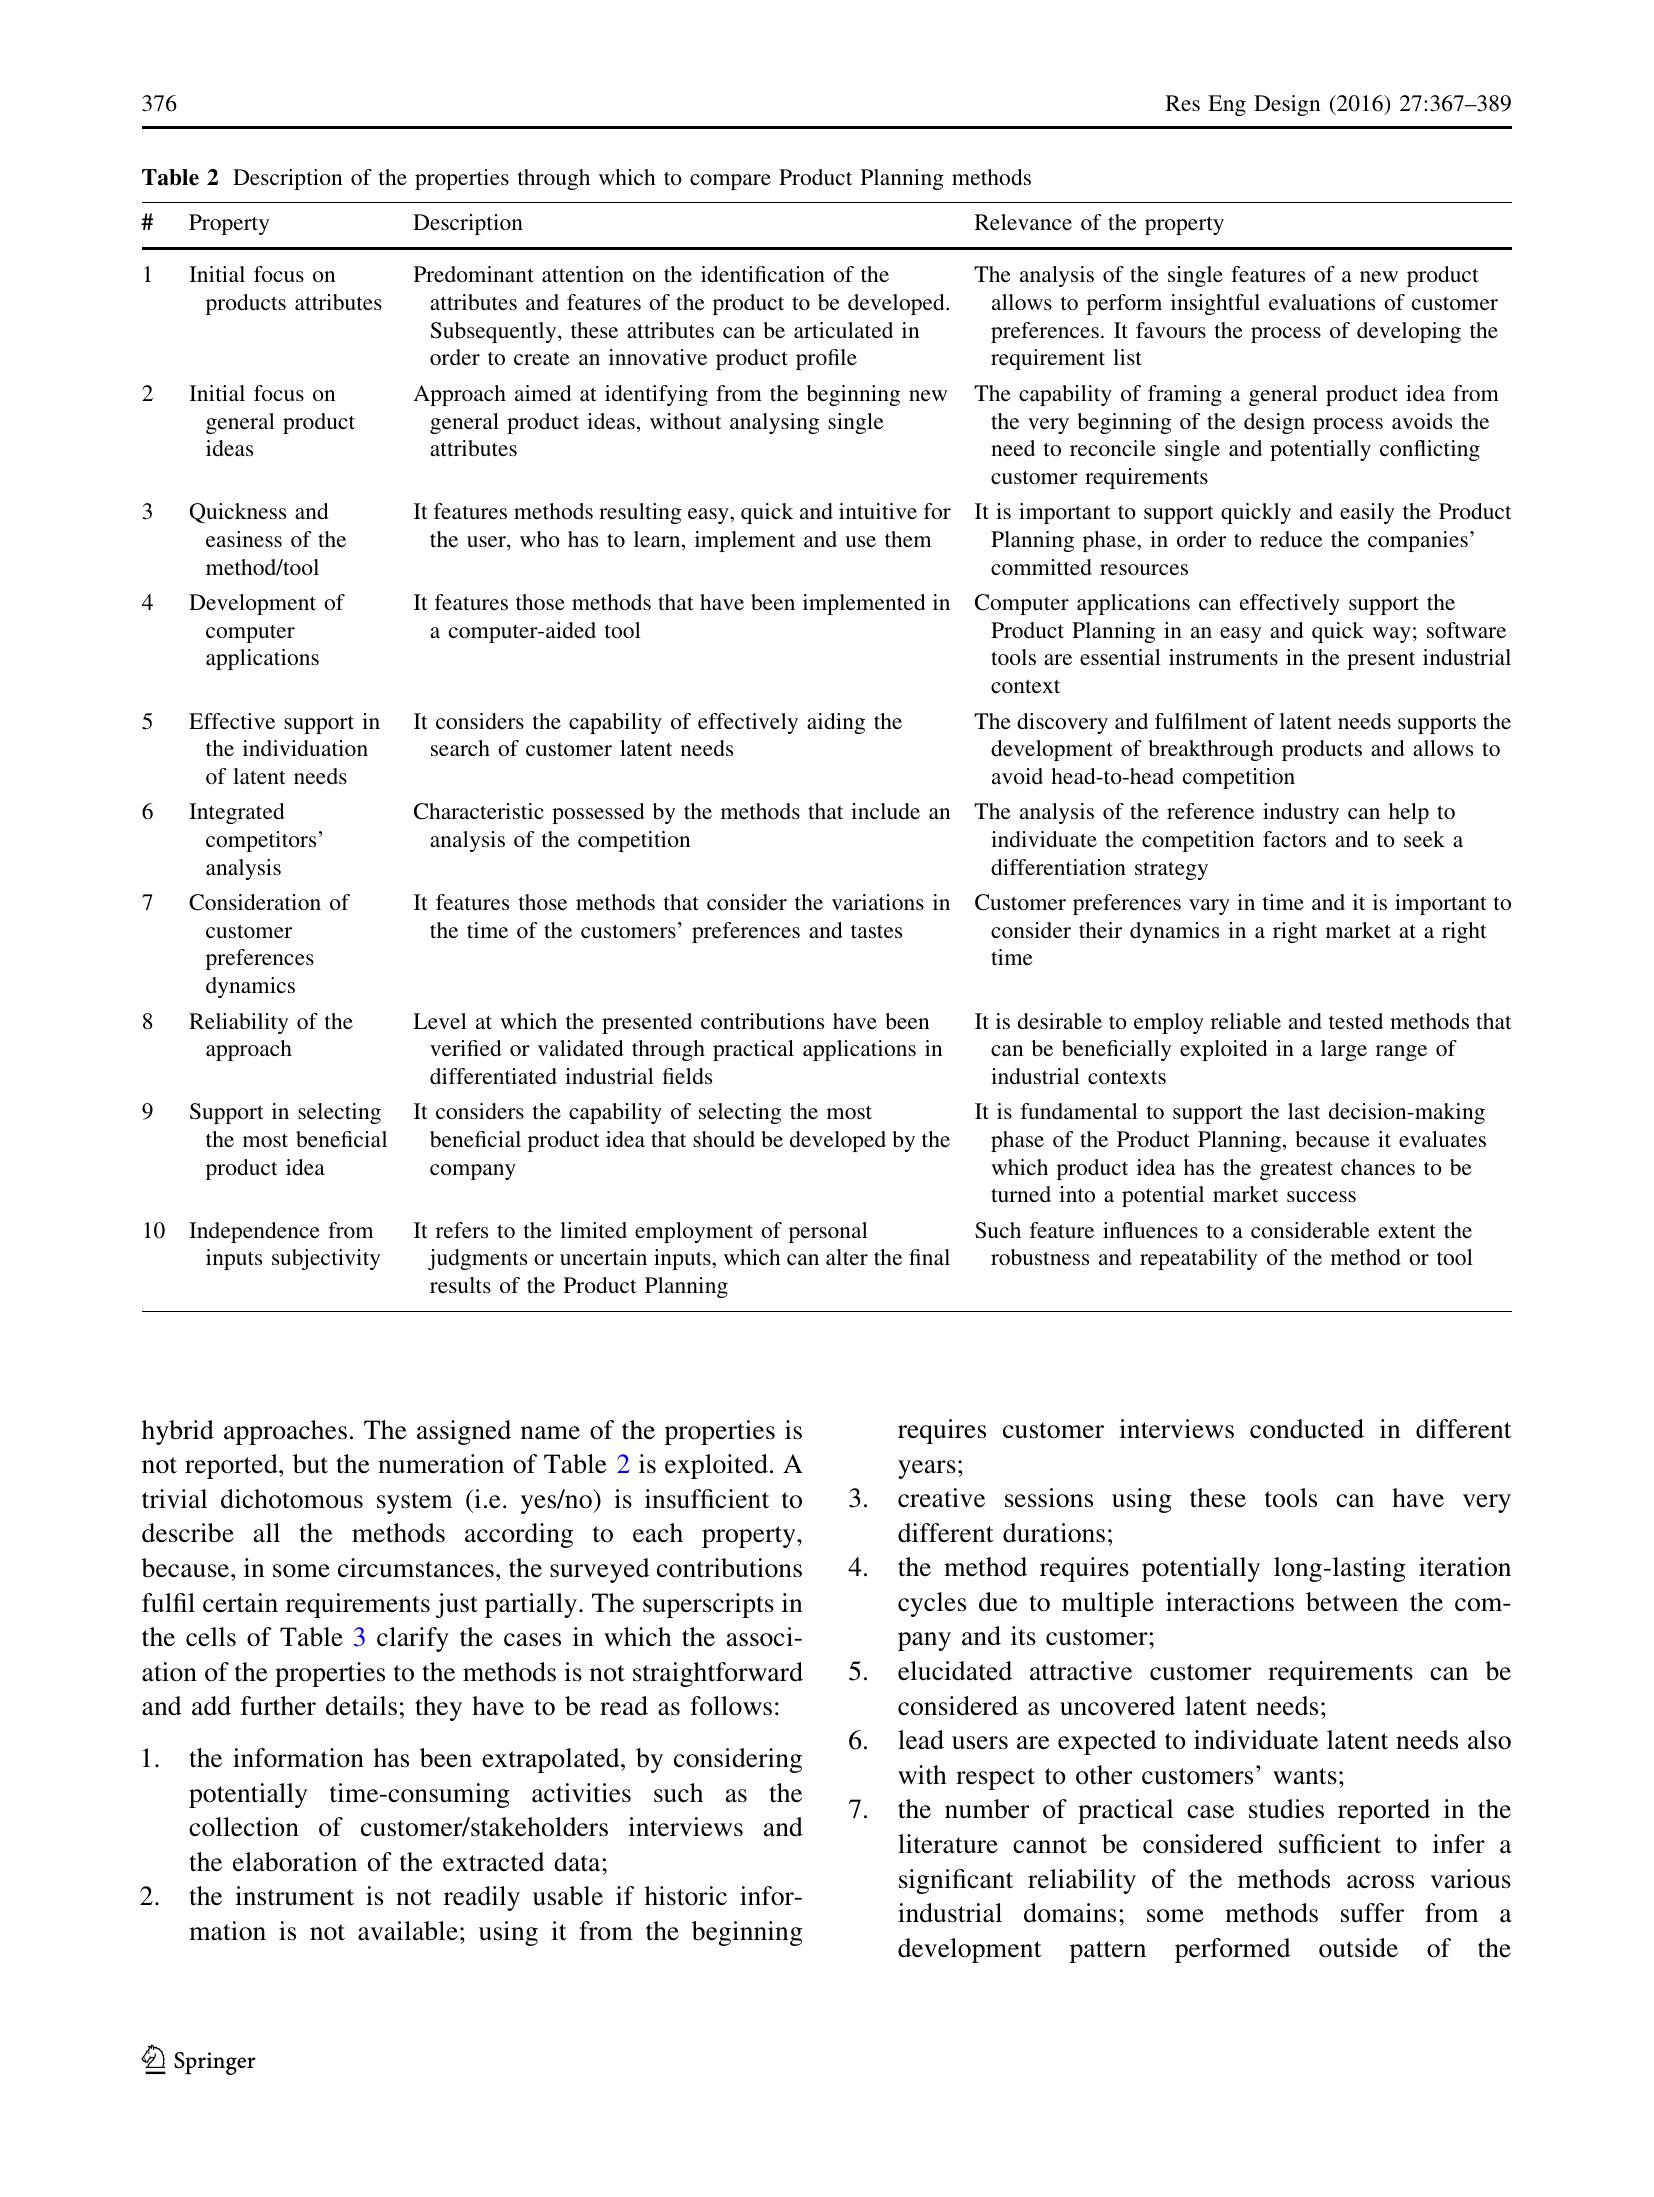 376
Res Eng Design (2016) 27:367–389
Table 2 Description of the properties through which to compare Product Planning methods
# Property Description Relevance of the property
1 Initial focus on products attributes
Predominant attention on the identification of the
attributes and features of the product to be developed.
Subsequently, these attributes can be articulated in
order to create an innovative product profile
The analysis of the single features of a new product
allows to perform insightful evaluations of customer
preferences. It favours the process of developing the
requirement list
2 Initial focus on
general product
ideas
Approach aimed at identifying from the beginning new
general product ideas, without analysing single
attributes
The capability of framing a general product idea from
the very beginning of the design process avoids the
need to reconcile single and potentially conflicting
customer requirements
3 Quickness and
easiness of the
method/tool
It features methods resulting easy, quick and intuitive for
the user, who has to learn, implement and use them
It is important to support quickly and easily the Product
Planning phase, in order to reduce the companies’
committed resources
4 Development of
computer
applications
It features those methods that have been implemented in
a computer-aided tool
Computer applications can effectively support the
Product Planning in an easy and quick way; software
tools are essential instruments in the present industrial
context
5 Effective support in
the individuation
of latent needs
It considers the capability of effectively aiding the
search of customer latent needs
The discovery and fulfilment of latent needs supports the
development of breakthrough products and allows to
avoid head-to-head competition
6 Integrated
competitors’
analysis
Characteristic possessed by the methods that include an
analysis of the competition
The analysis of the reference industry can help to
individuate the competition factors and to seek a
differentiation strategy
7 Consideration of
customer
preferences
dynamics
It features those methods that consider the variations in
the time of the customers’ preferences and tastes
Customer preferences vary in time and it is important to
consider their dynamics in a right market at a right
time
8 Reliability of the
approach
Level at which the presented contributions have been
verified or validated through practical applications in
differentiated industrial fields
It is desirable to employ reliable and tested methods that
can be beneficially exploited in a large range of
industrial contexts
9 Support in selecting
the most beneficial
product idea
It considers the capability of selecting the most
beneficial product idea that should be developed by the
company
It is fundamental to support the last decision-making
phase of the Product Planning, because it evaluates
which product idea has the greatest chances to be
turned into a potential market success
10 Independence from
inputs subjectivity
It refers to the limited employment of personal
judgments or uncertain inputs, which can alter the final
results of the Product Planning
Such feature influences to a considerable extent the
robustness and repeatability of the method or tool
hybrid approaches. The assigned name of the properties is
not reported, but the numeration of Table 2 is exploited. A
trivial dichotomous system (i.e. yes/no) is insufficient to
describe all the methods according to each property,
because, in some circumstances, the surveyed contributions
fulfil certain requirements just partially. The superscripts in
the cells of Table 3 clarify the cases in which the associ-
ation of the properties to the methods is not straightforward
and add further details; they have to be read as follows:
1. the information has been extrapolated, by considering
potentially time-consuming activities such as the
collection of customer/stakeholders interviews and
the elaboration of the extracted data;
2. the instrument is not readily usable if historic infor-
mation is not available; using it from the beginning
requires customer interviews conducted in different
years;
3. creative sessions using these tools can have very
different durations;
4. the method requires potentially long-lasting iteration
cycles due to multiple interactions between the com-
pany and its customer;
5. elucidated attractive customer requirements can be
considered as uncovered latent needs;
6. lead users are expected to individuate latent needs also
with respect to other customers’ wants;
7. the number of practical case studies reported in the
literature cannot be considered sufficient to infer a
significant reliability of the methods across various
industrial domains; some methods suffer from a
development pattern performed outside of the
Springer